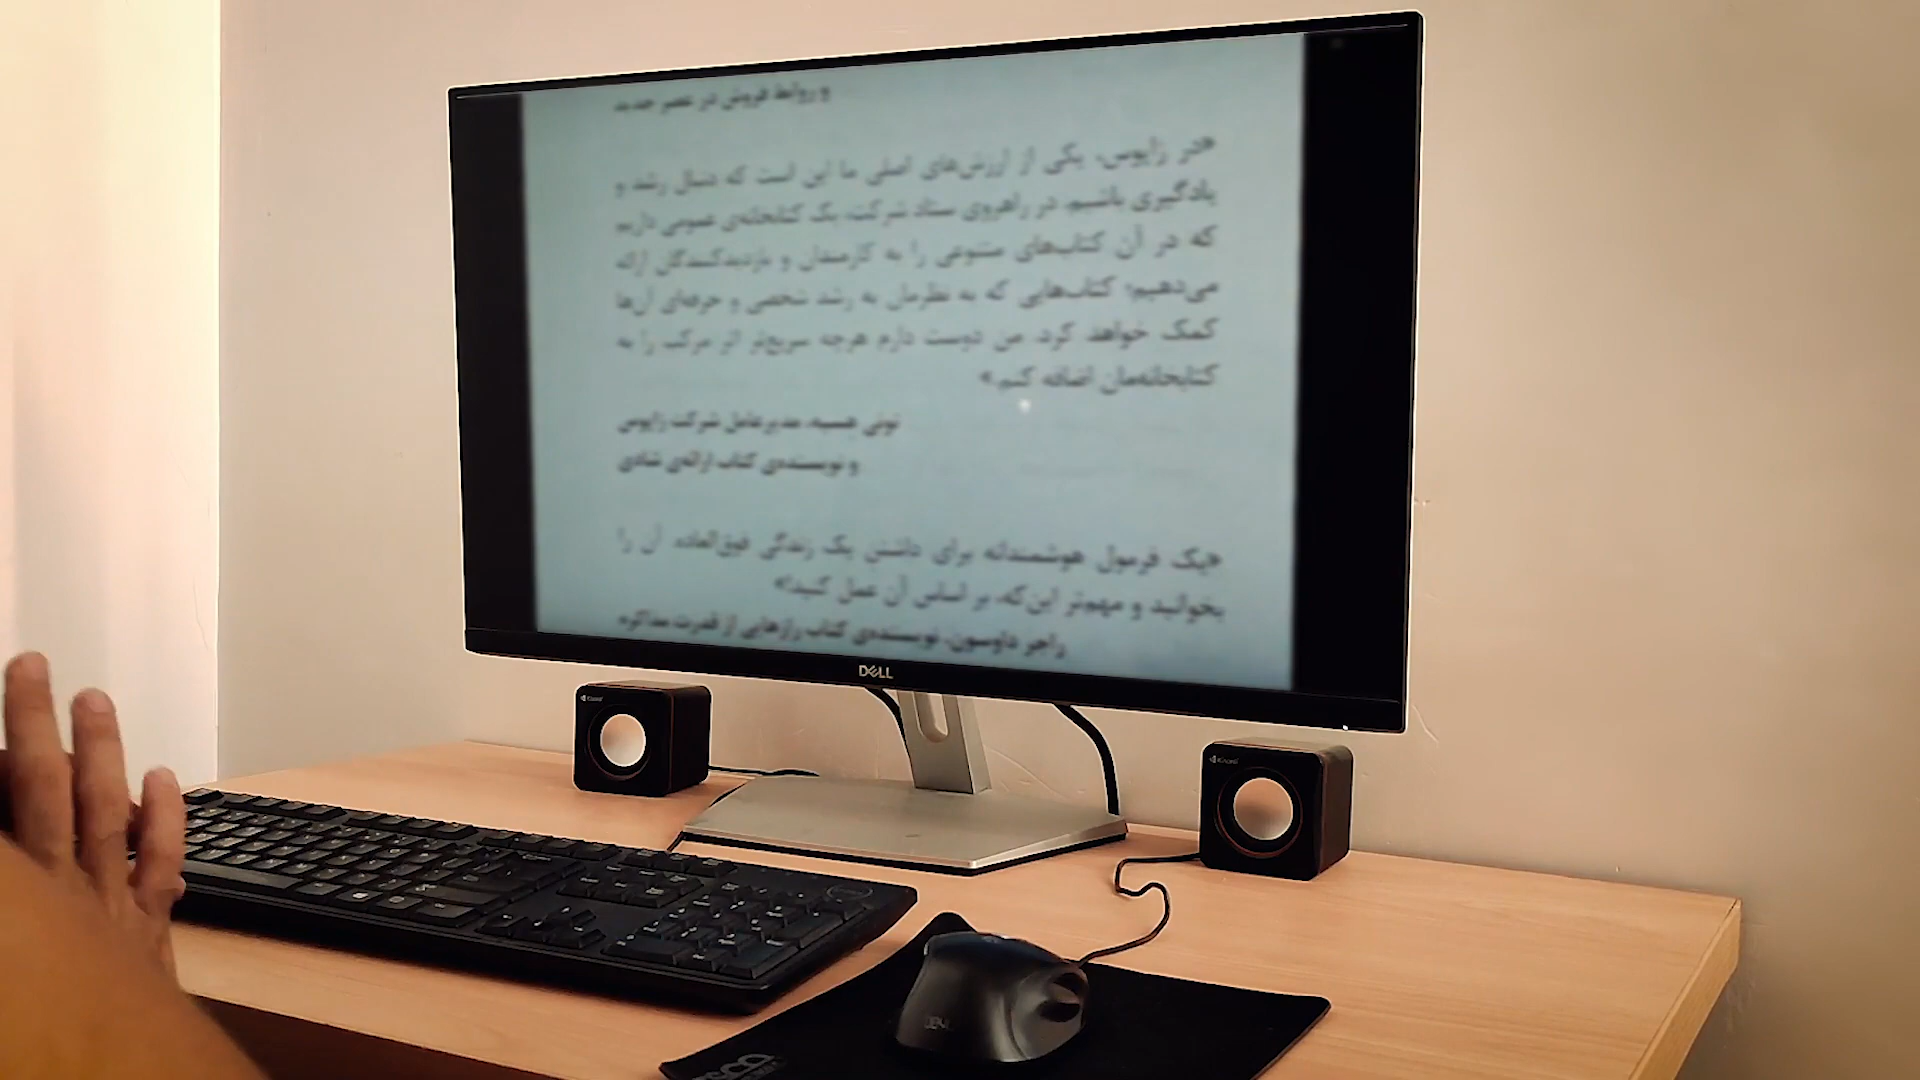 و روابط فروش در عصر جدید
«در زاپوس، یکی از ارزش‌های اصلی ما این است که دنبال رشد و
یادگیری باشیم. در راهروی ستاد شرکت، یک کتابخانه‌ی عمومی داریم
که در آن کتاب‌های متنوعی را به کارمندان و بازدیدکنندگان ارائه
می‌دهیم؛ کتاب‌هایی که به نظرمان به رشد شخصی و حرفه‌ای آن‌ها
کمک خواهد کرد. من دوست دارم هرچه سریع‌تر اثر مرکب را به
کتابخانه‌مان اضافه کنم.»
تونی هسیه، مدیرعامل شرکت زاپوس
و نویسنده‌ی کتاب ارائه‌ی شادی
«یک فرمول هوشمندانه برای داشتن یک زندگی فوق‌العاده. آن را
بخوانید و مهم‌تر این‌که، بر اساس آن عمل کنید!»
راجر داوسون، نویسنده‌ی کتاب رازهایی از قدرت مذاکره
DELL